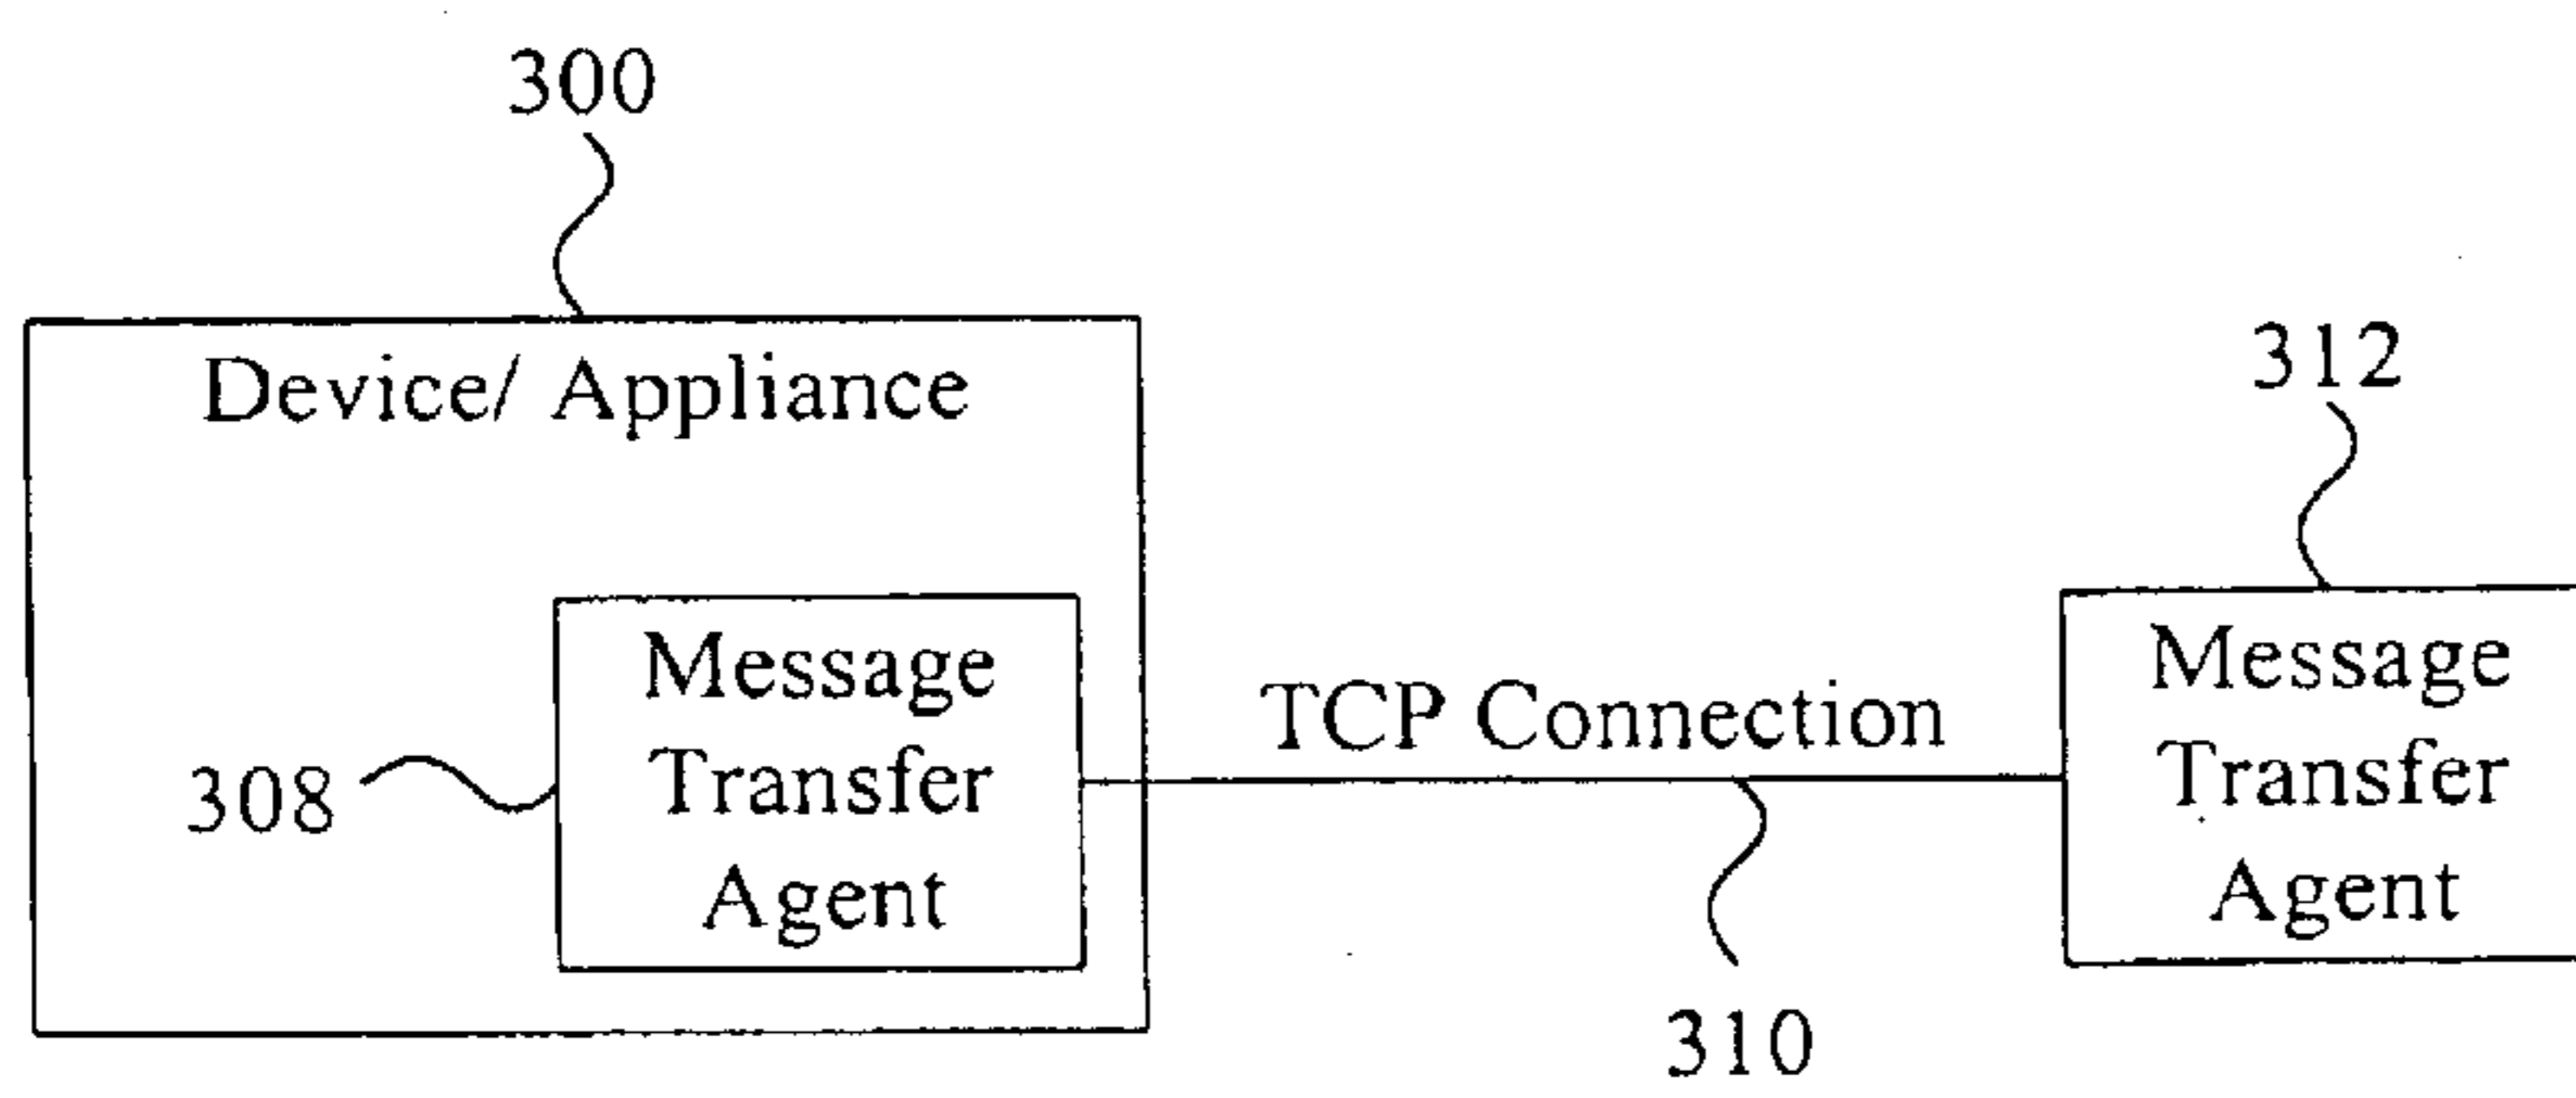 300
Device/ Appliance
312
Message
Transfer
Agent
308
TCP Connection
310
Message
Transfer
Agent